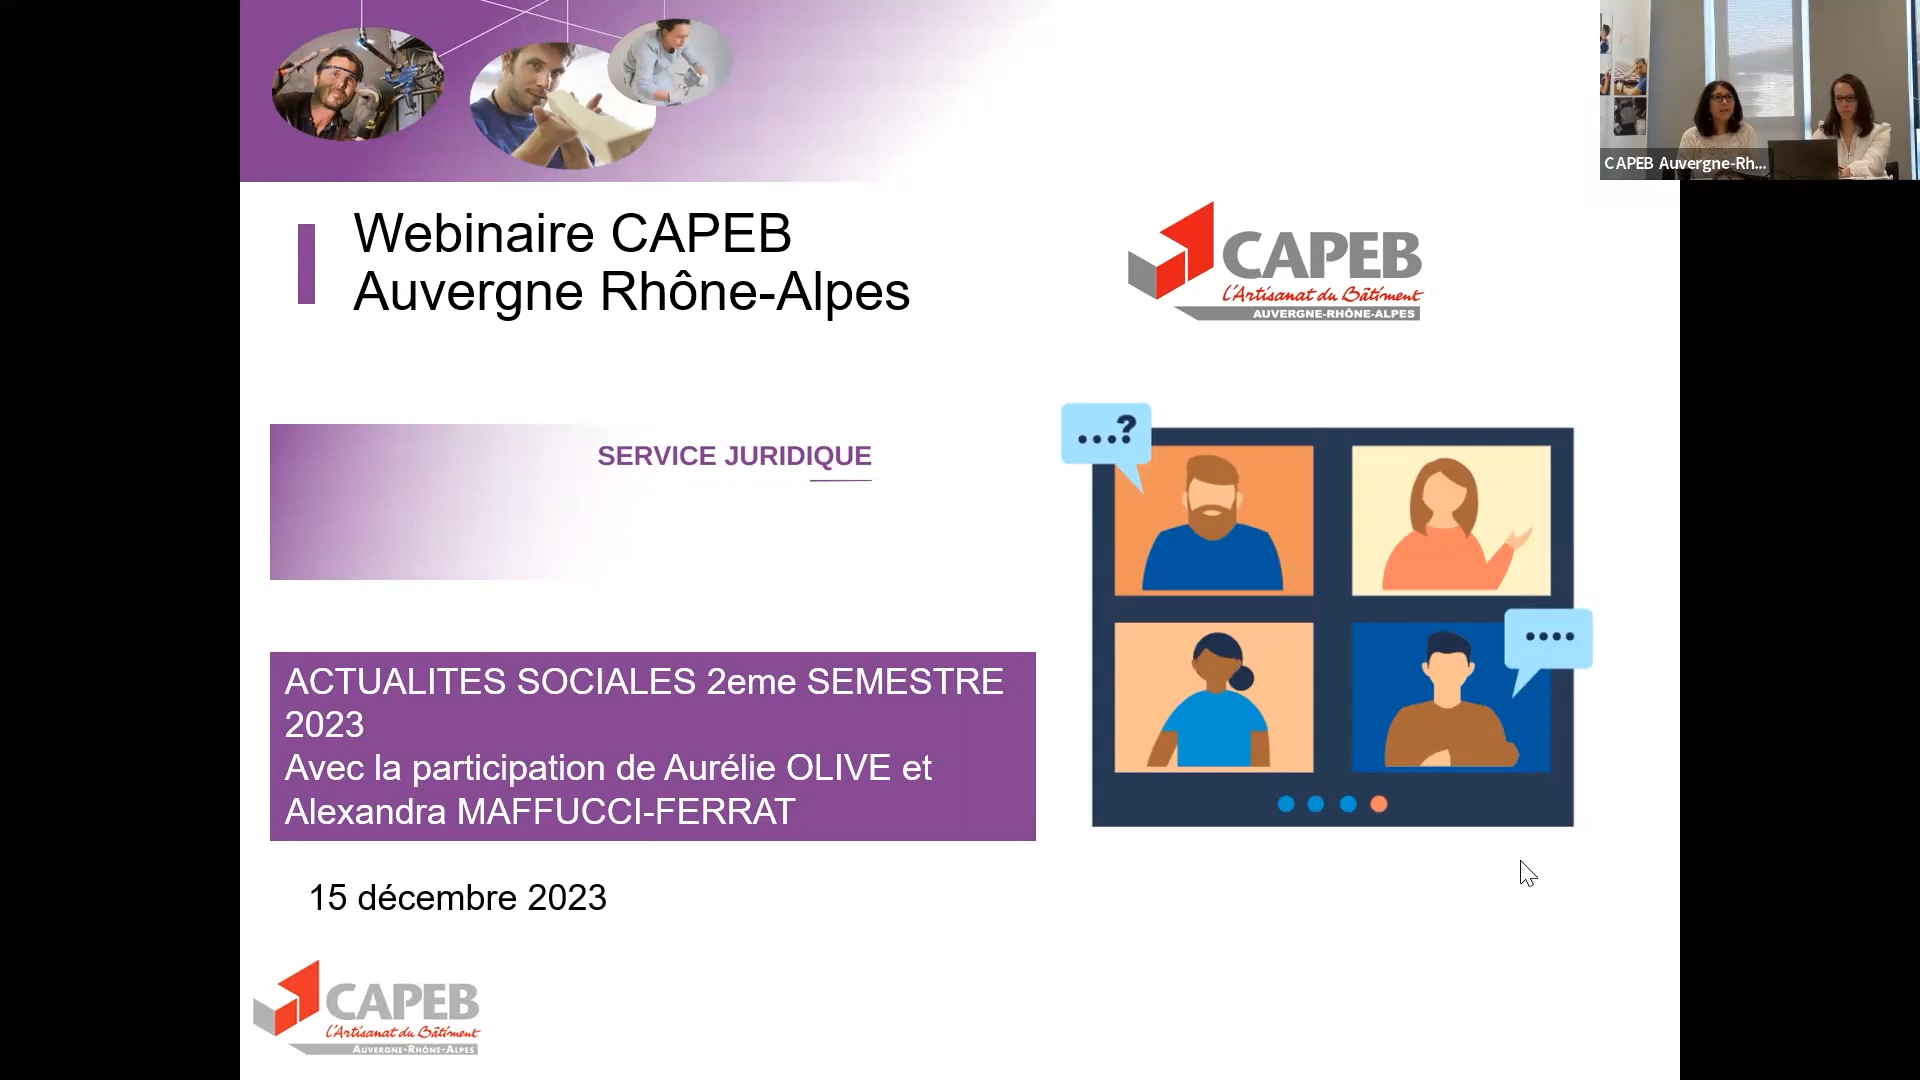 CAPEB Auvergne-Rh...
Webinaire CAPEB
Auvergne Rhône-Alpes
CAPEB
L'Artisanat du Bâtiment
AUVERGNE-RHÔNE-ALPES
...?
SERVICE JURIDIQUE
....
ACTUALITES SOCIALES 2eme SEMESTRE
2023
Avec la participation de Aurélie OLIVE et
Alexandra MAFFUCCI-FERRAT
15 décembre 2023
CAPEB
L'Artisanat du Bâtiment
AUVERGNE-RHÔNE-ALPES